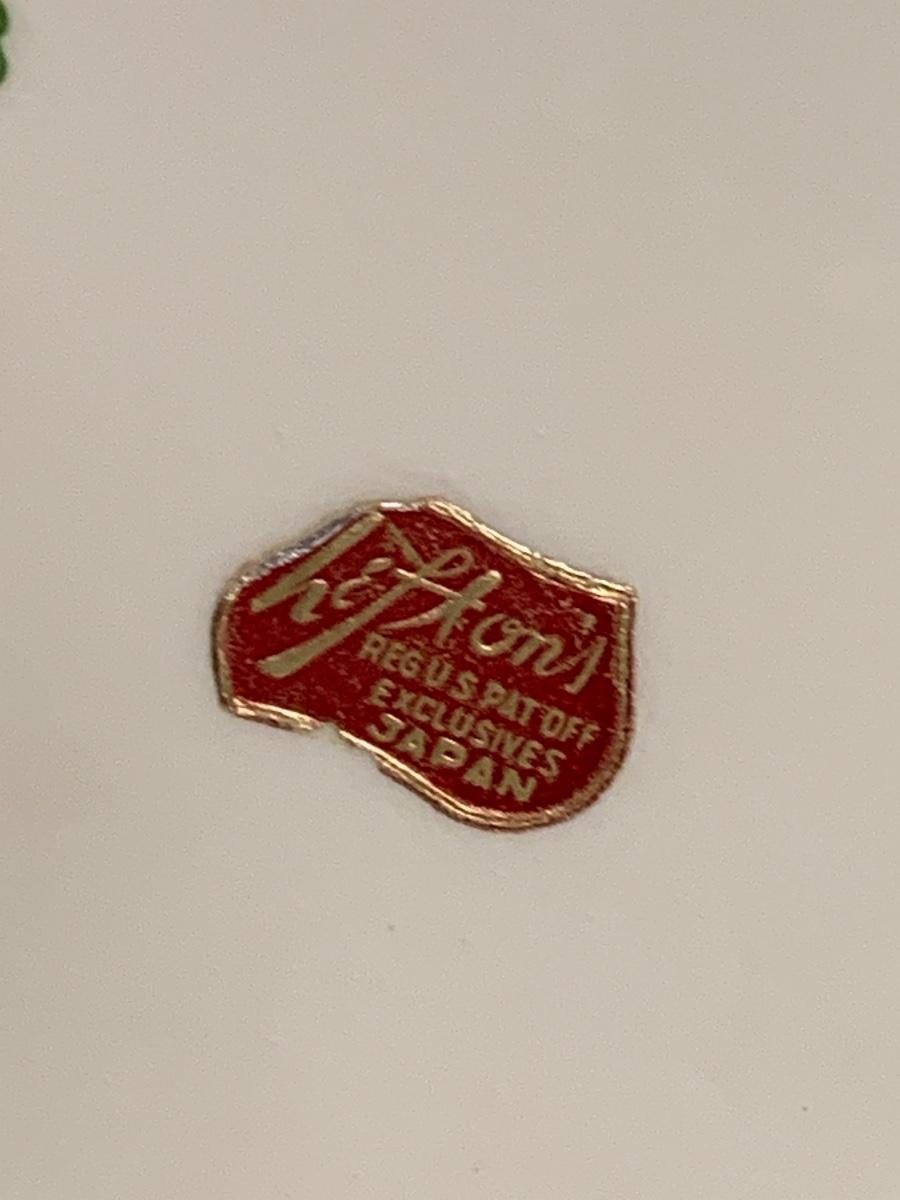 Lefton's
REG.U.S.PAT.OFF
EXCLUSIVES
JAPAN